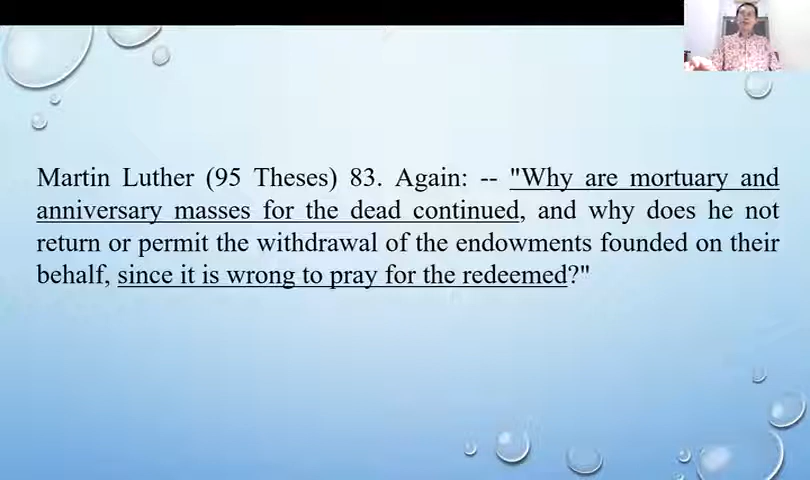 Martin Luther (95 Theses) 83. Again: -- "Why are mortuary and
anniversary masses for the dead continued, and why does he not
return or permit the withdrawal of the endowments founded on their
behalf, since it is wrong to pray for the redeemed?"